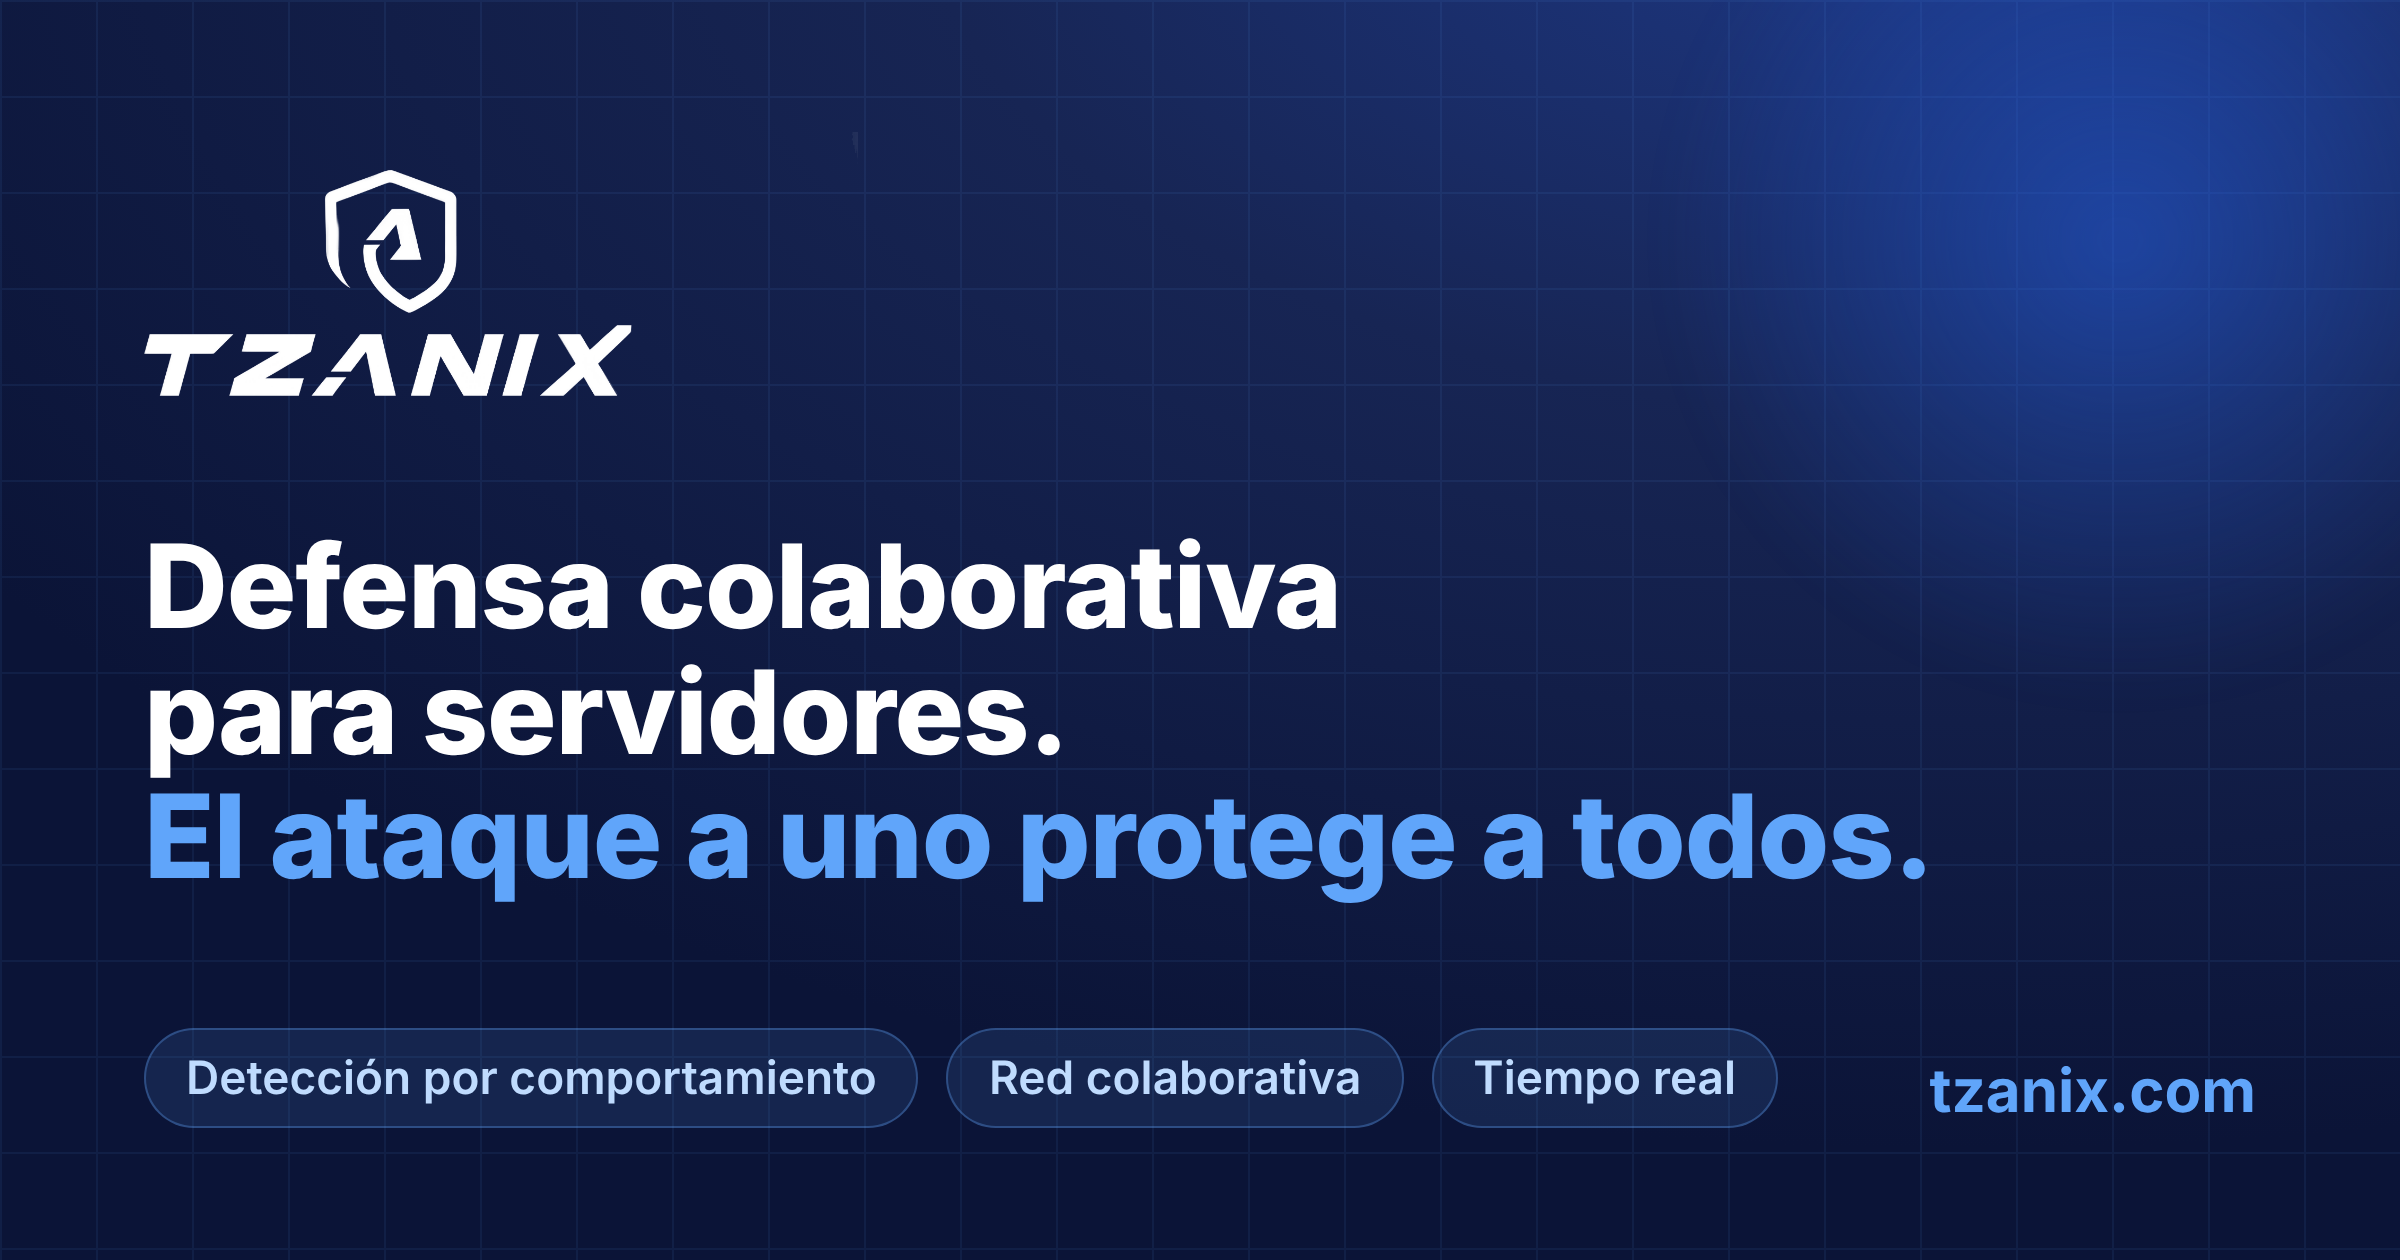 TZANIX
Defensa colaborativa
para servidores.
El ataque a uno protege a todos.
Detección por comportamiento
Red colaborativa
Tiempo real
tzanix.com